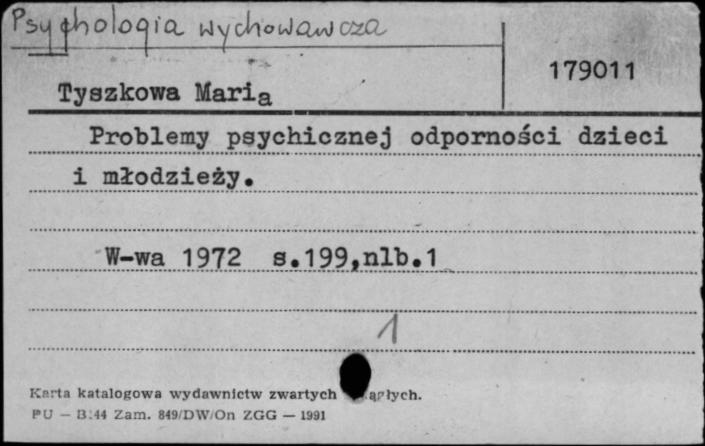 Psychologia wychowawcza
179011
Tyszkowa Maria
Problemy psychicznej odporności dzieci
i młodzieży.
W-wa 1972 s.199,nlb.1
1
Karta katalogowa wydawnictw zwartych
PU — B.44 Zam. 849/DW/On ZGG — 1991